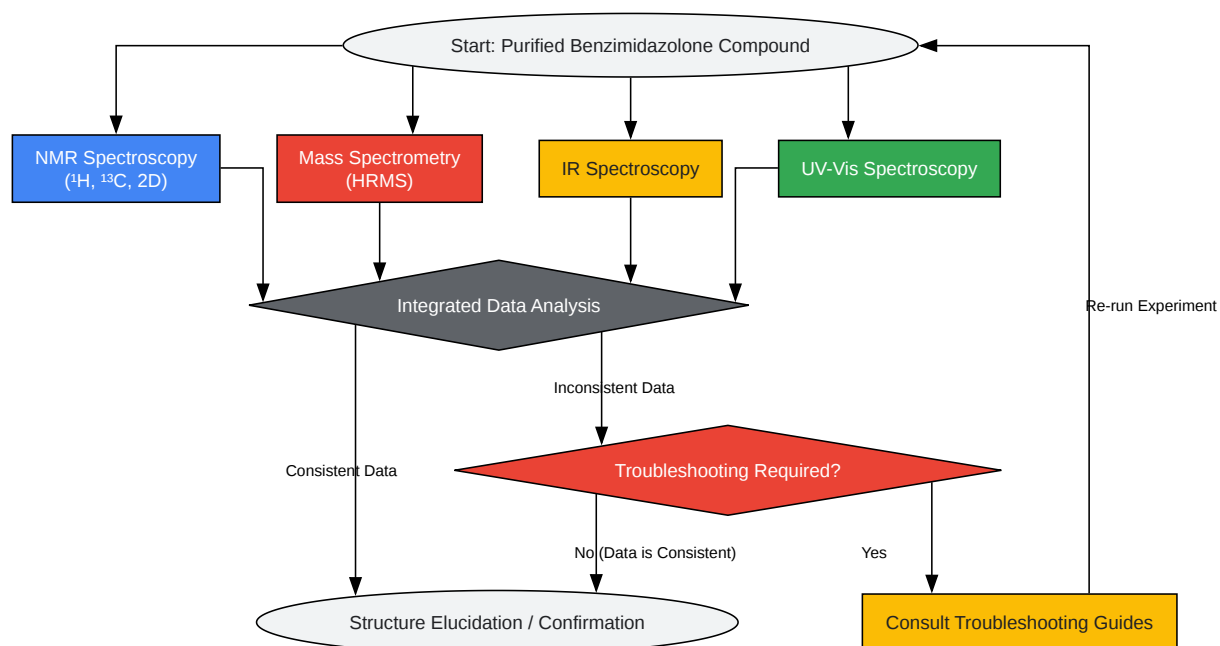 Start: Purified Benzimidazolone Compound
NMR Spectroscopy
(¹H, ¹³C, 2D)
Mass Spectrometry
(HRMS)
IR Spectroscopy
UV-Vis Spectroscopy
Integrated Data Analysis
Re-run Experiment
Inconsistent Data
Consistent Data
Troubleshooting Required?
No (Data is Consistent)
Yes
Structure Elucidation / Confirmation
Consult Troubleshooting Guides